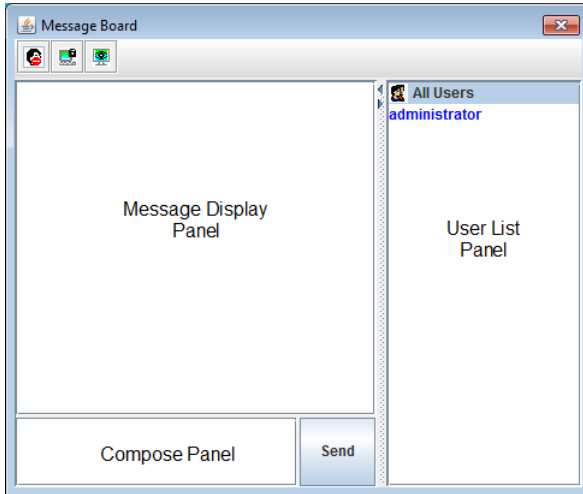 Message Board
All Users
administrator
Message Display
Panel
User List
Panel
Compose Panel
Send